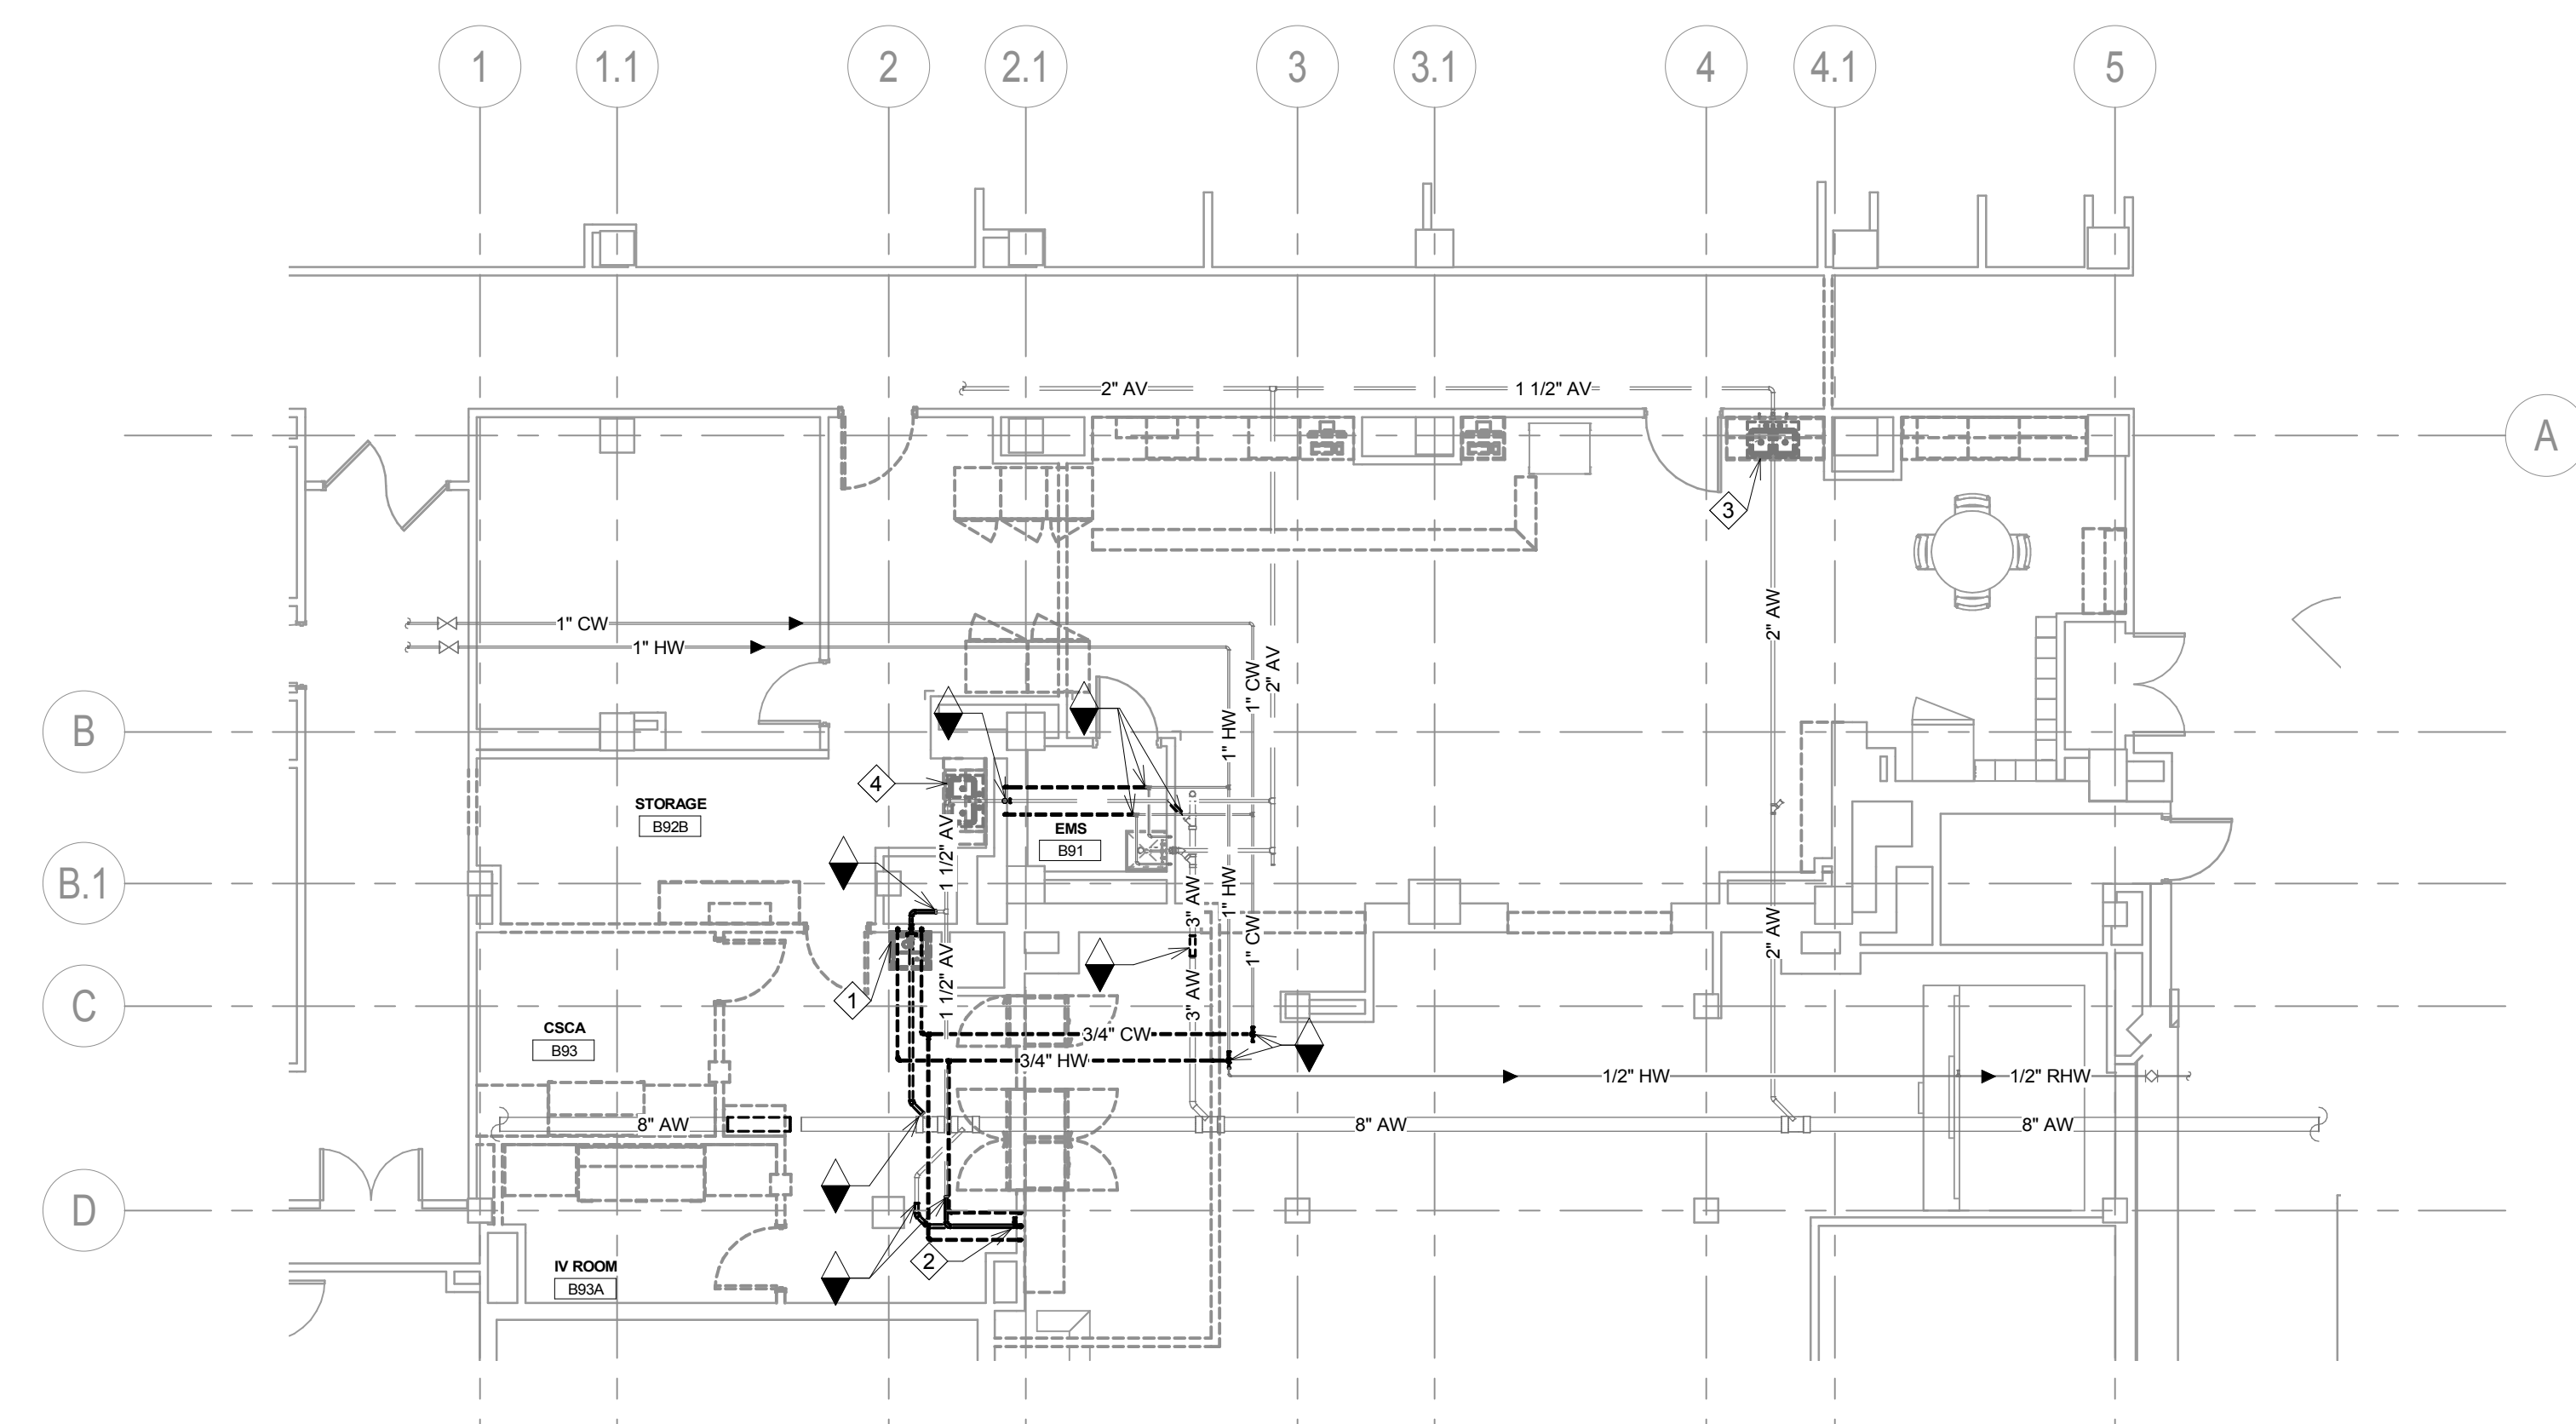 1 1.1 2 2.1 3 3.1 4 4.1 5
2" AV 1 1/2" AV
A
3
1" CW
2" AW
1" HW
1" CW
2" AV
B
1" HW
4
STORAGE
B92B
EMS
B91
1 1/2" AV
B.1
3" AW
1" HW
1" CW
2" AW
1 1/2" AV
3" AW
1
C
CSCA
B93
3/4" CW
3/4" HW
1/2" HW
1/2" RHW
8" AW
8" AW
8" AW
D
2
IV ROOM
B93A